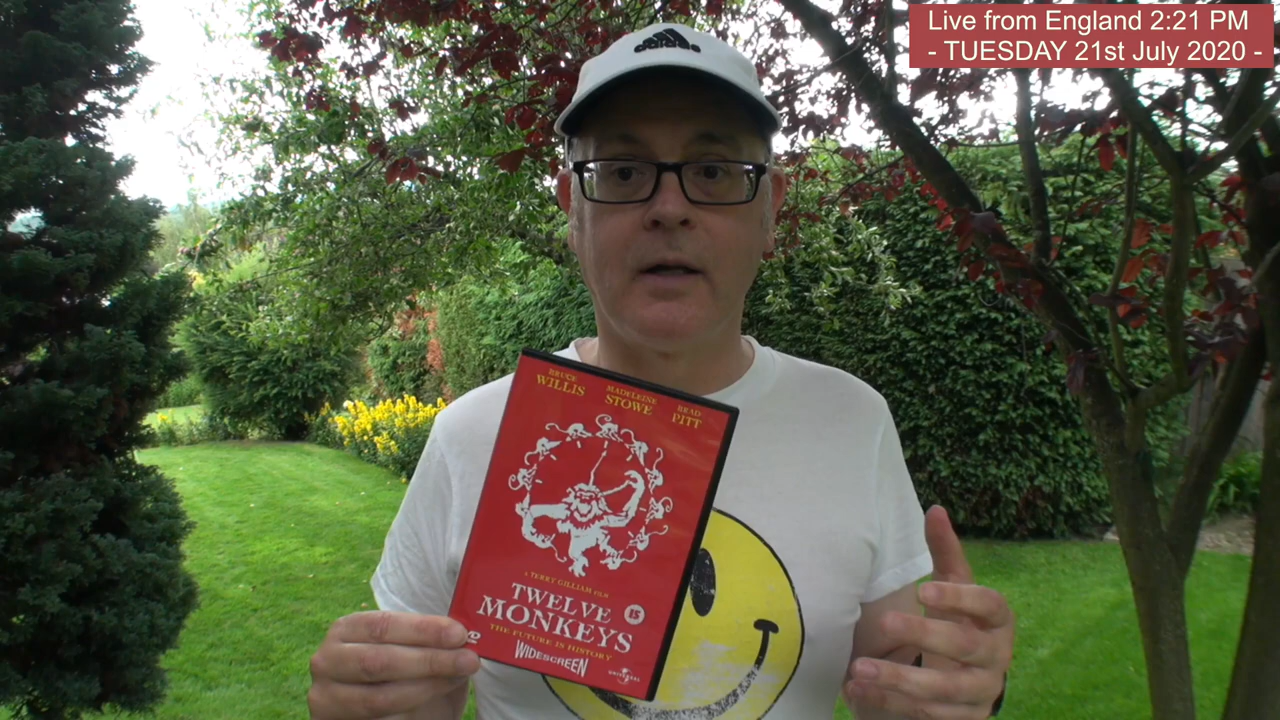 Live from England 2:21 PM
- TUESDAY 21st July 2020 -
adidas
BRUCE WILLIS
MADELEINE STOWE
BRAD PITT
A TERRY GILLIAM FILM
TWELVE
MONKEYS
15
THE FUTURE IS HISTORY
WIDESCREEN
UNIVERSAL